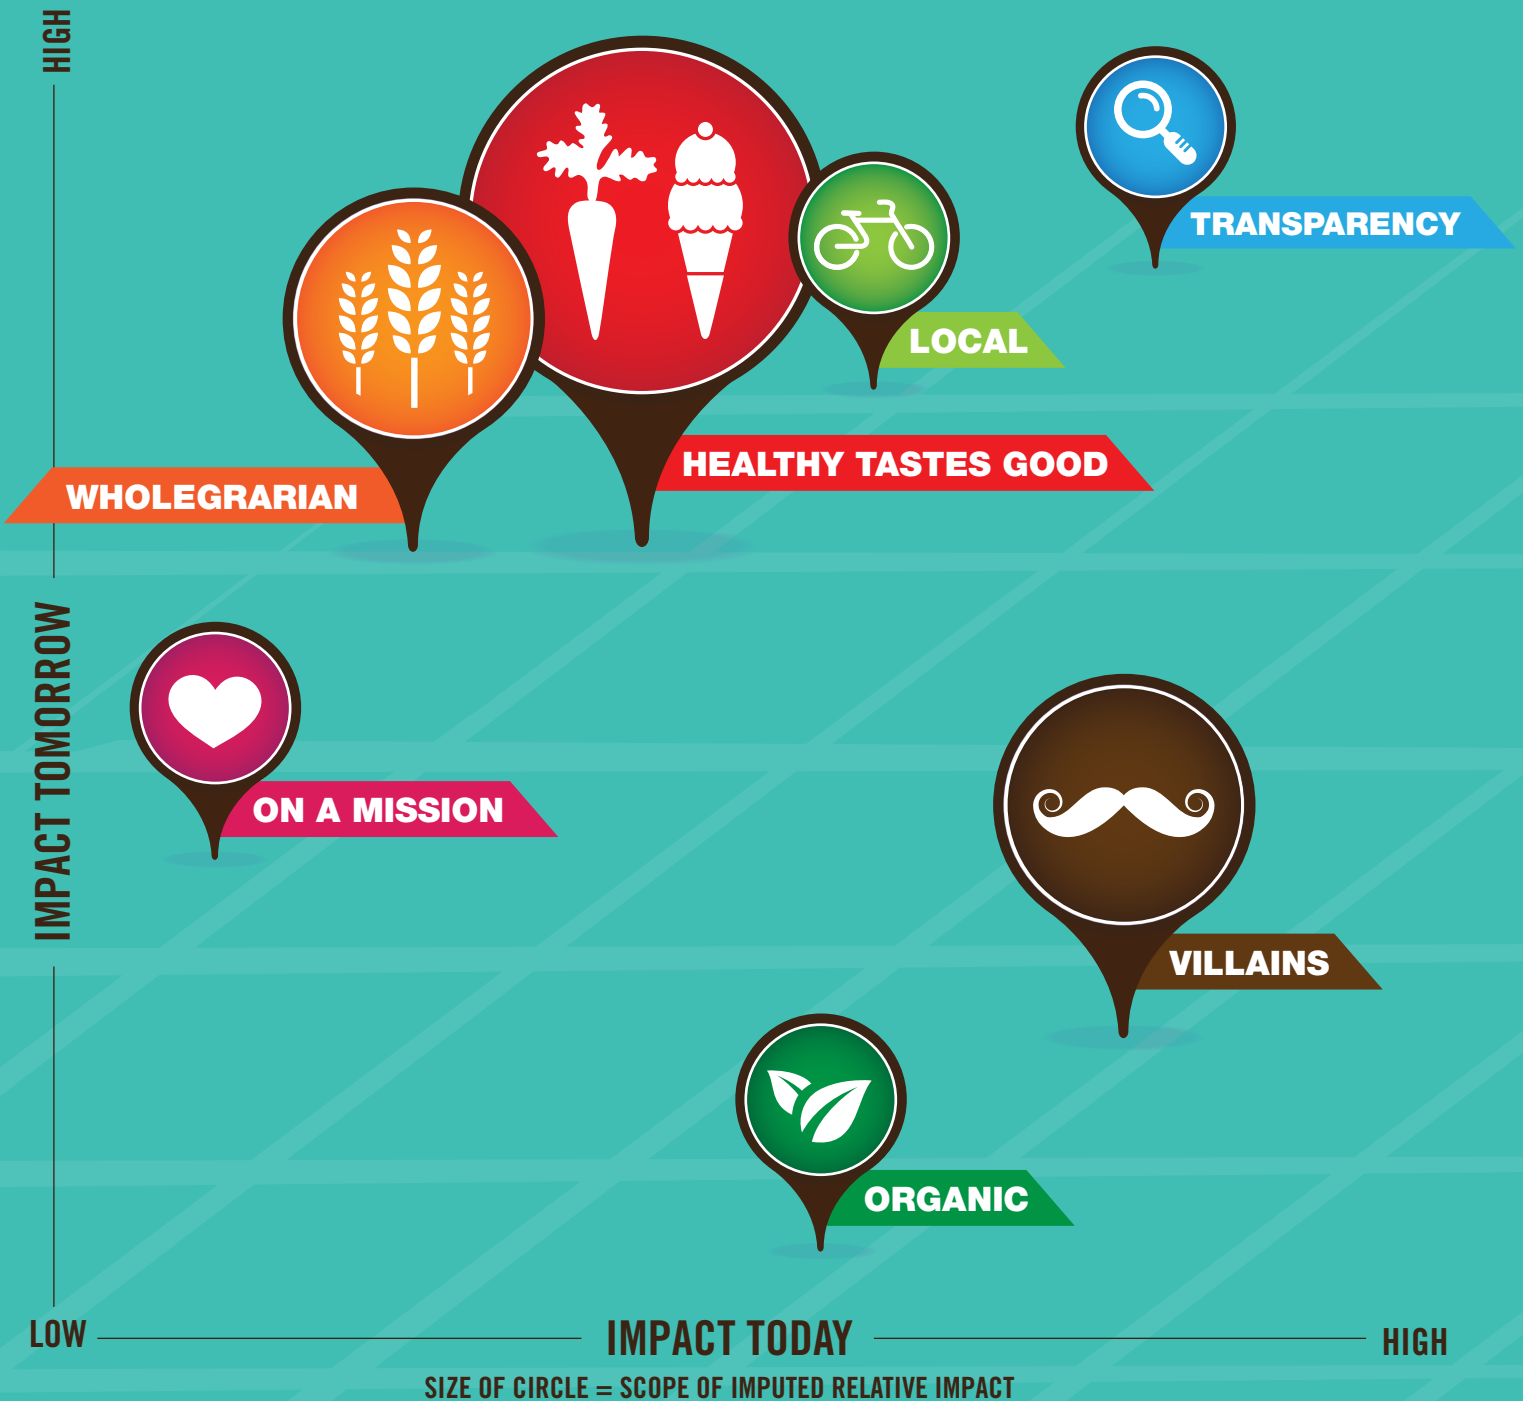 HIGH
TRANSPARENCY
LOCAL
HEALTHY TASTES GOOD
WHOLEGRARIAN
IMPACT TOMORROW
ON A MISSION
VILLAINS
ORGANIC
LOW
IMPACT TODAY
HIGH
SIZE OF CIRCLE = SCOPE OF IMPUTED RELATIVE IMPACT